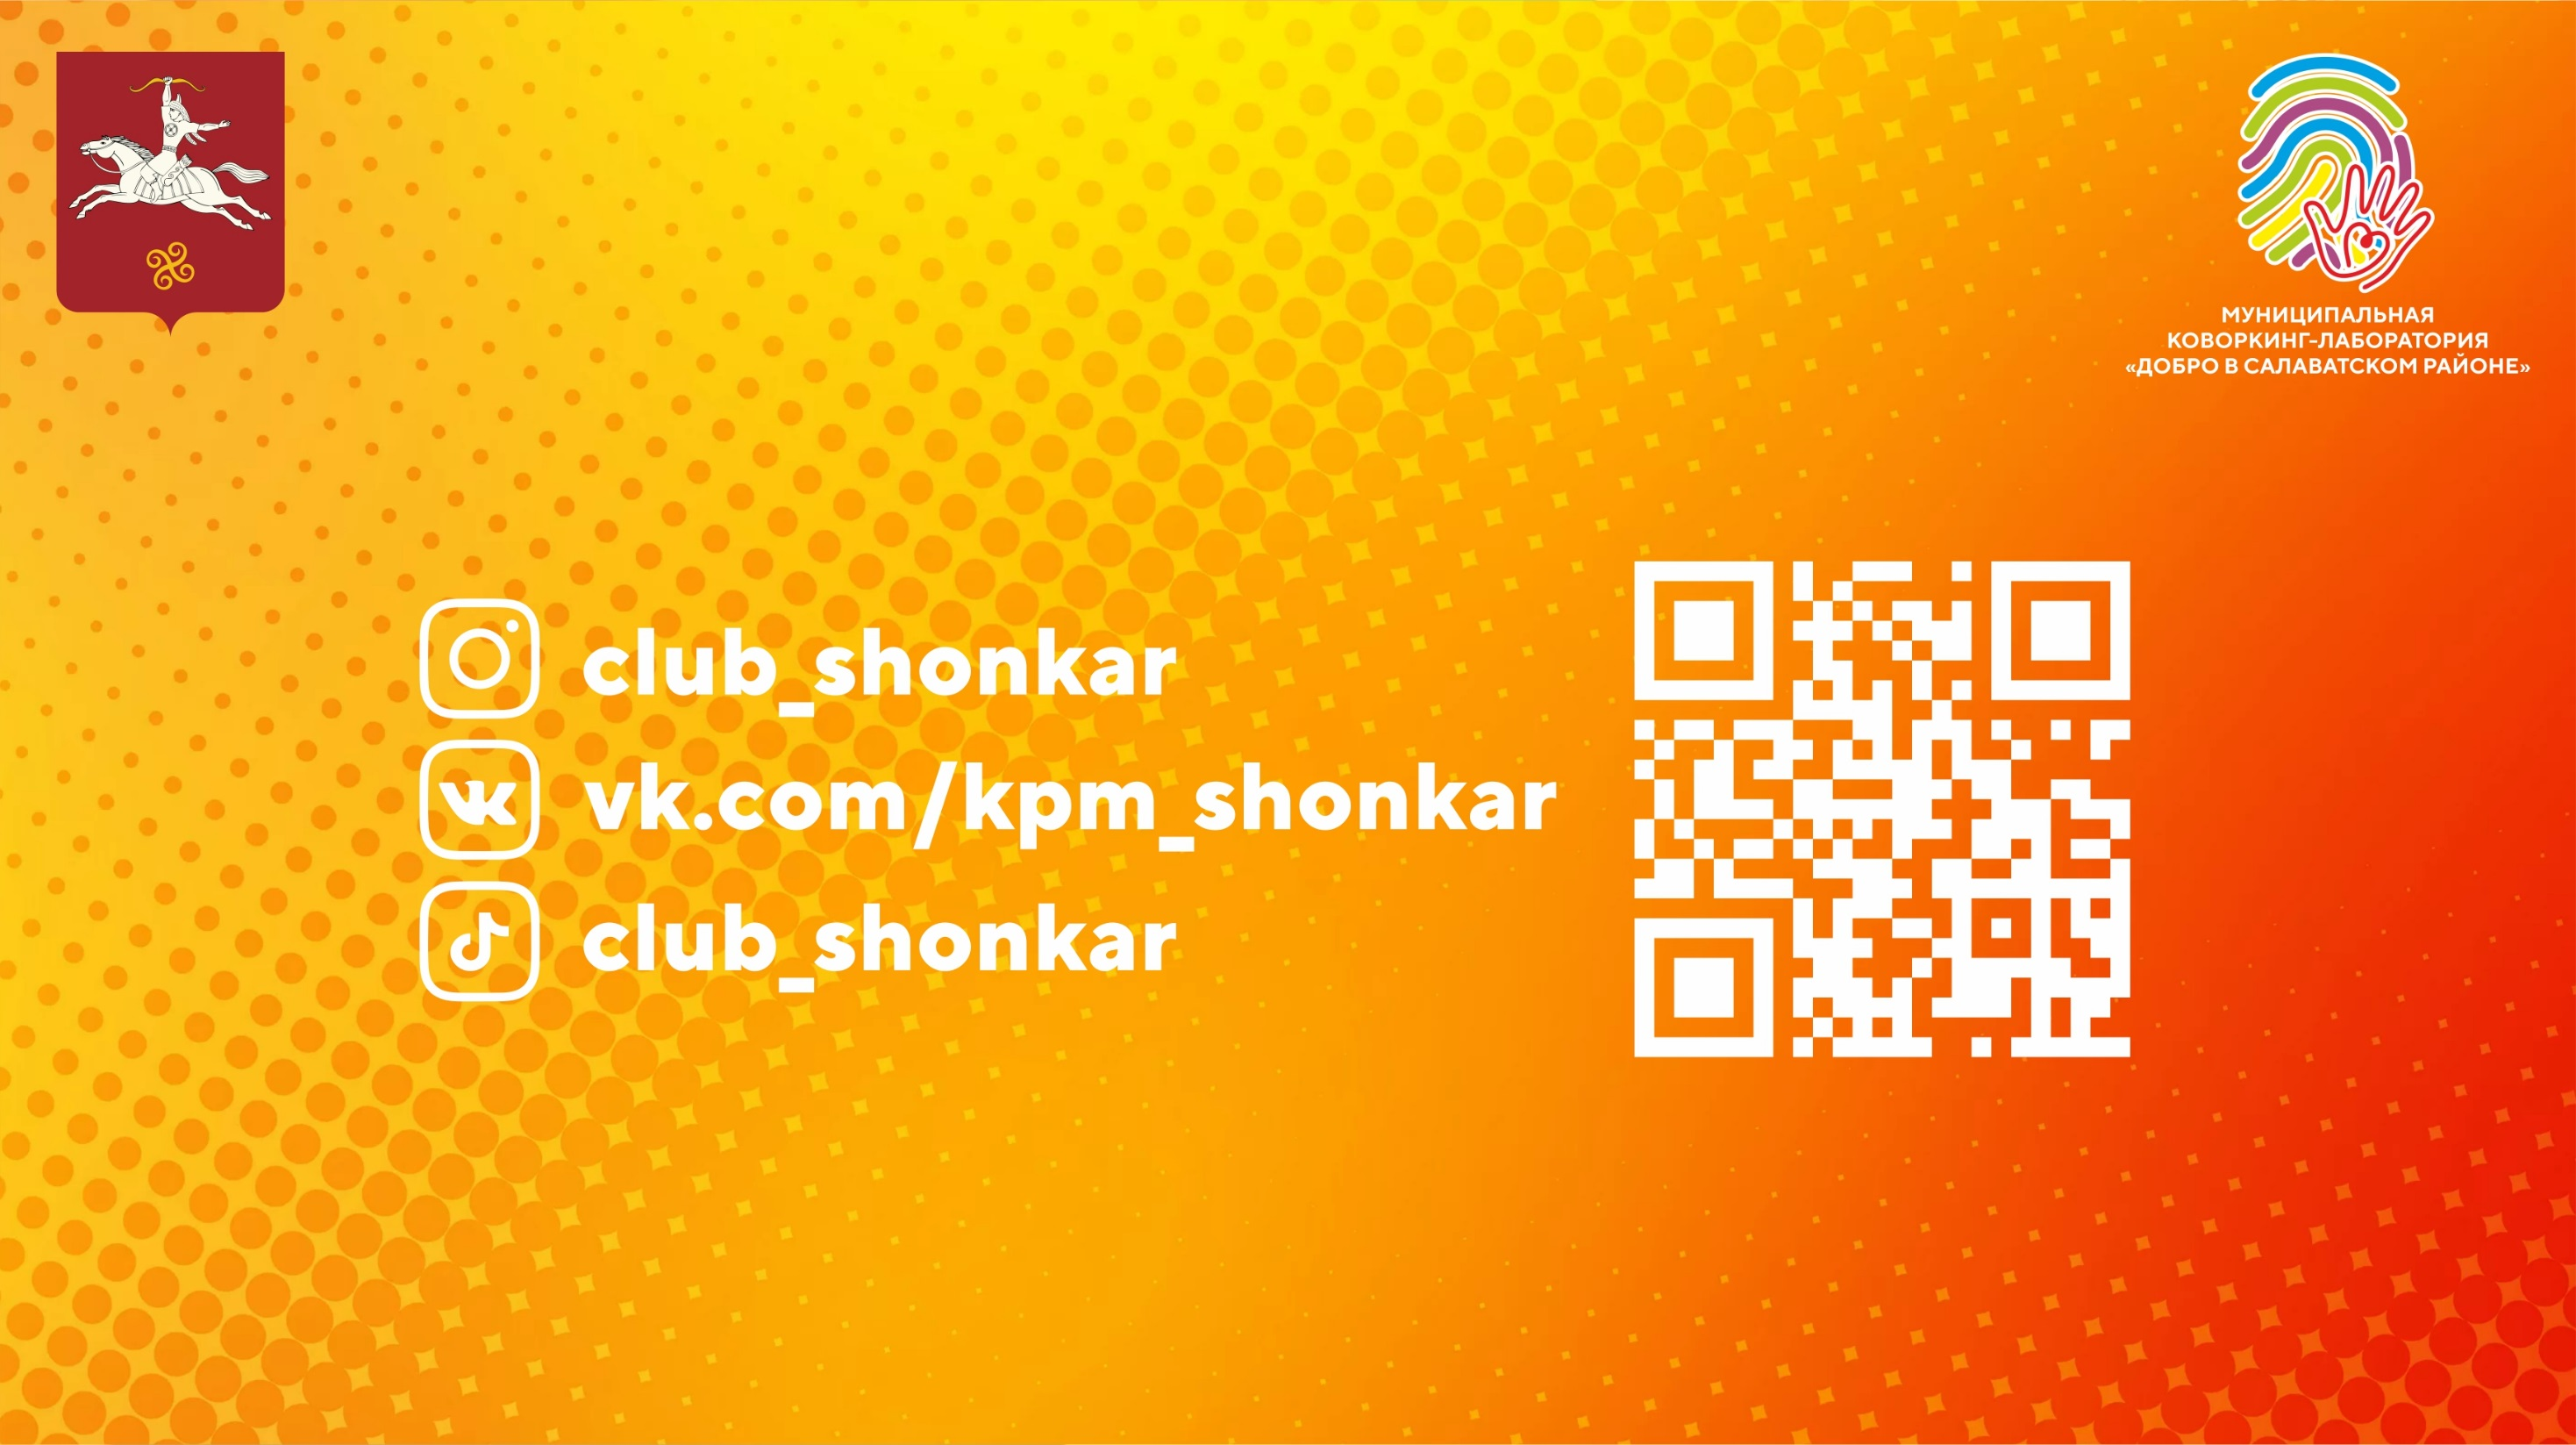 МУНИЦИПАЛЬНАЯ
КОВОРКИНГ-ЛАБОРАТОРИЯ
«ДОБРО В САЛАВАТСКОМ РАЙОНЕ»
club_shonkar
vk.com/kpm_shonkar
club_shonkar